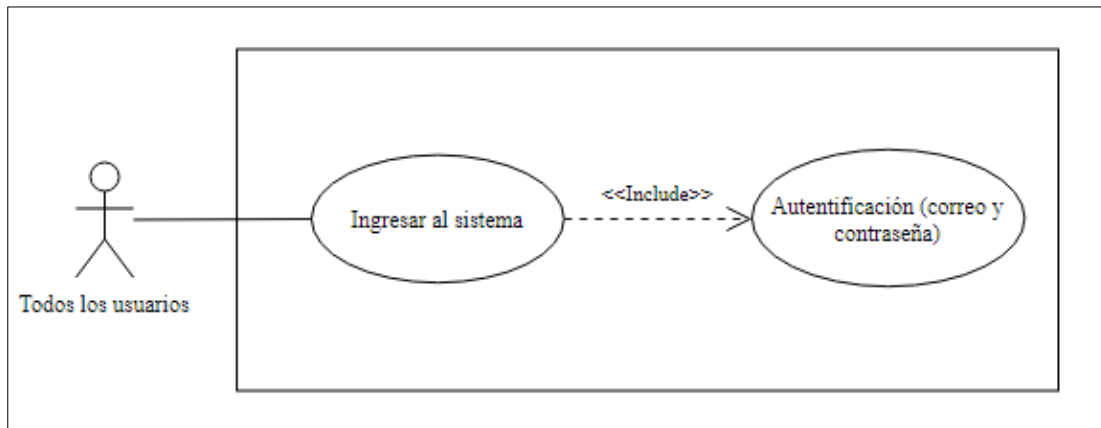 <<Include>>
Ingresar al sistema
Autentificación (correo y
contraseña)
Todos los usuarios